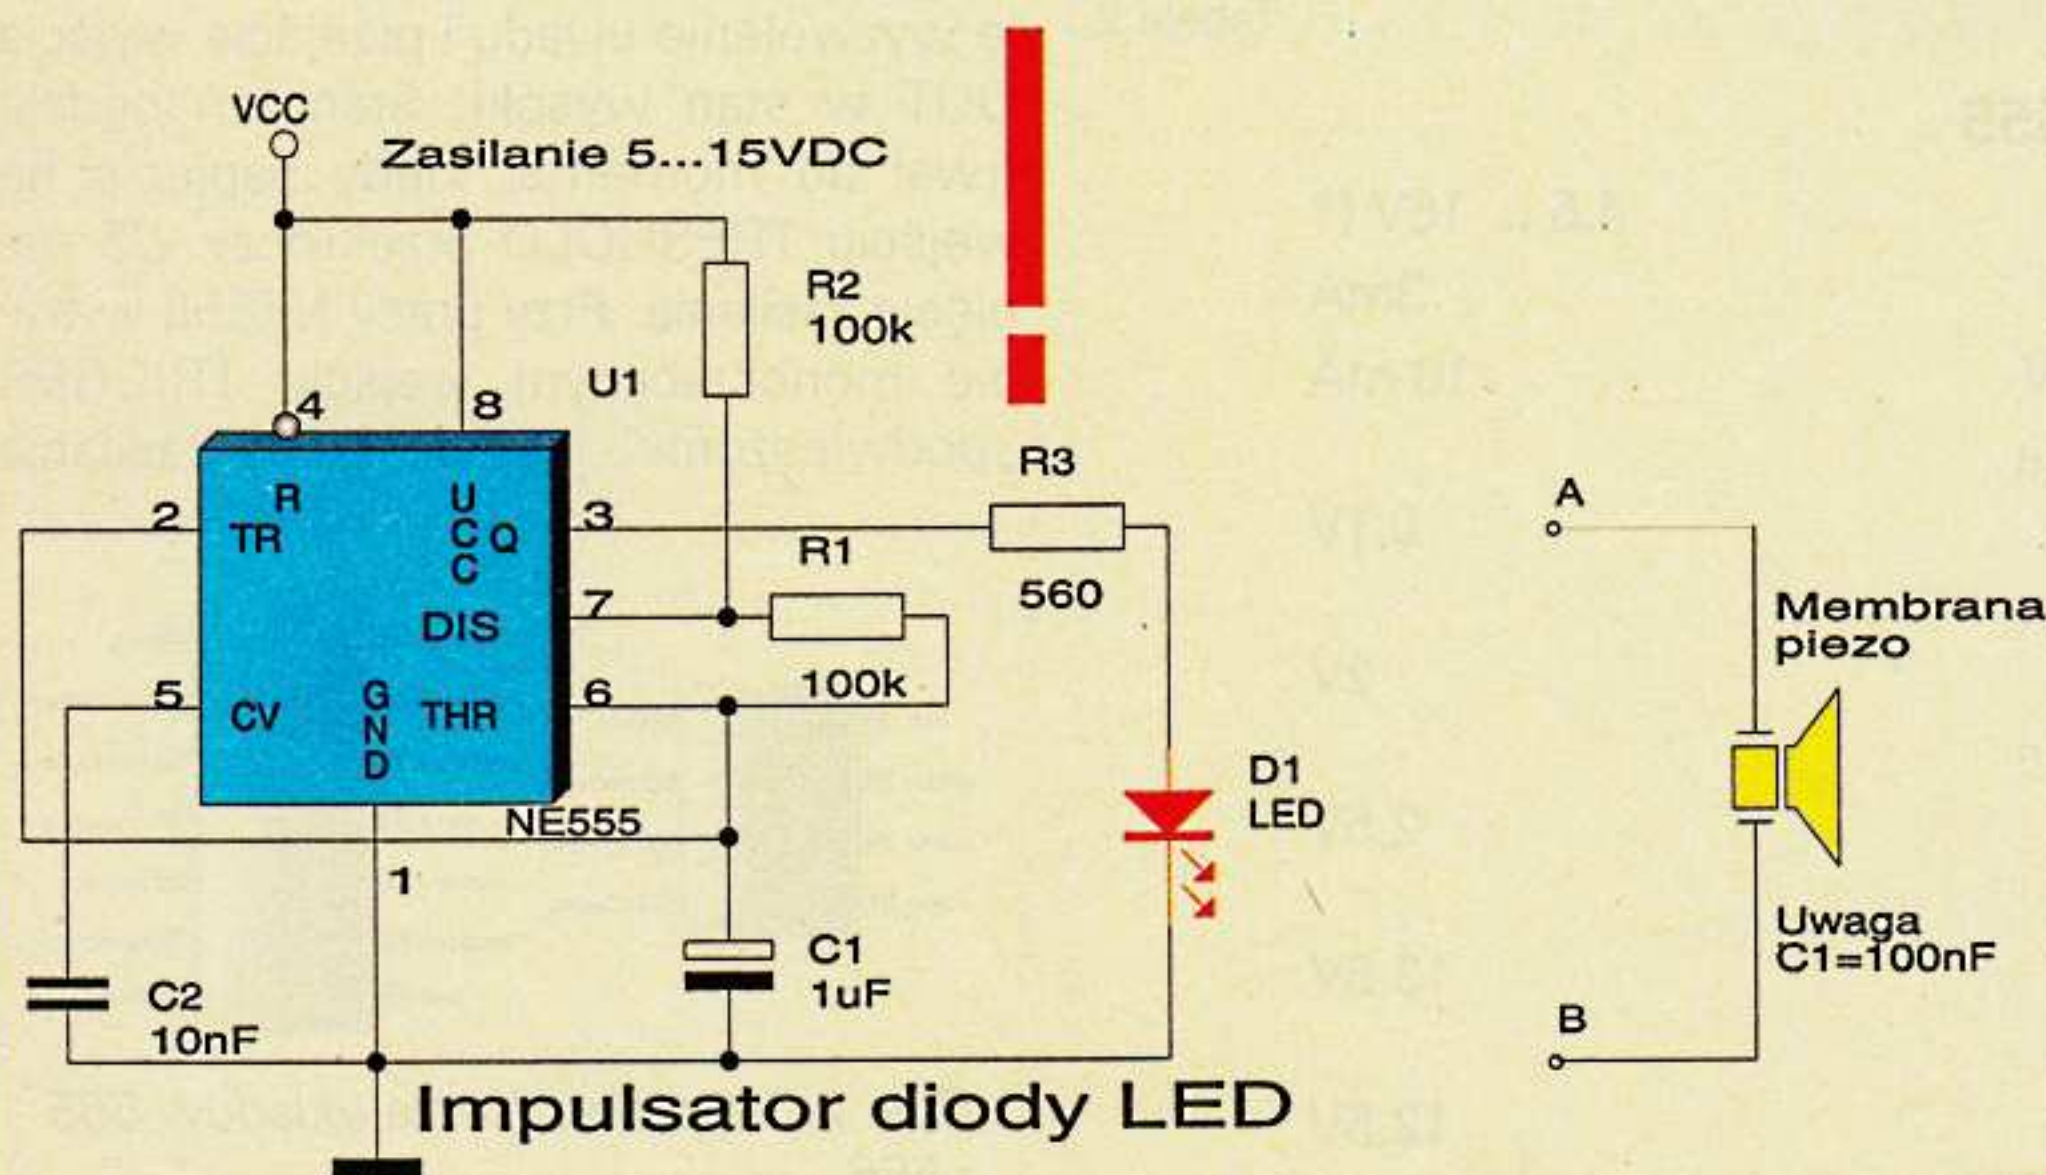 VCC
Zasilanie 5...15VDC
R2
100k
U1
4
8
R3
R
U
C
C
2
TR
Q
3
R1
560
A
DIS
7
100k
Membrana
piezo
5
CV
G
N
D
THR
6
D1
LED
NE555
1
C1
1uF
Uwaga
C1=100nF
C2
10nF
B
Impulsator diody LED